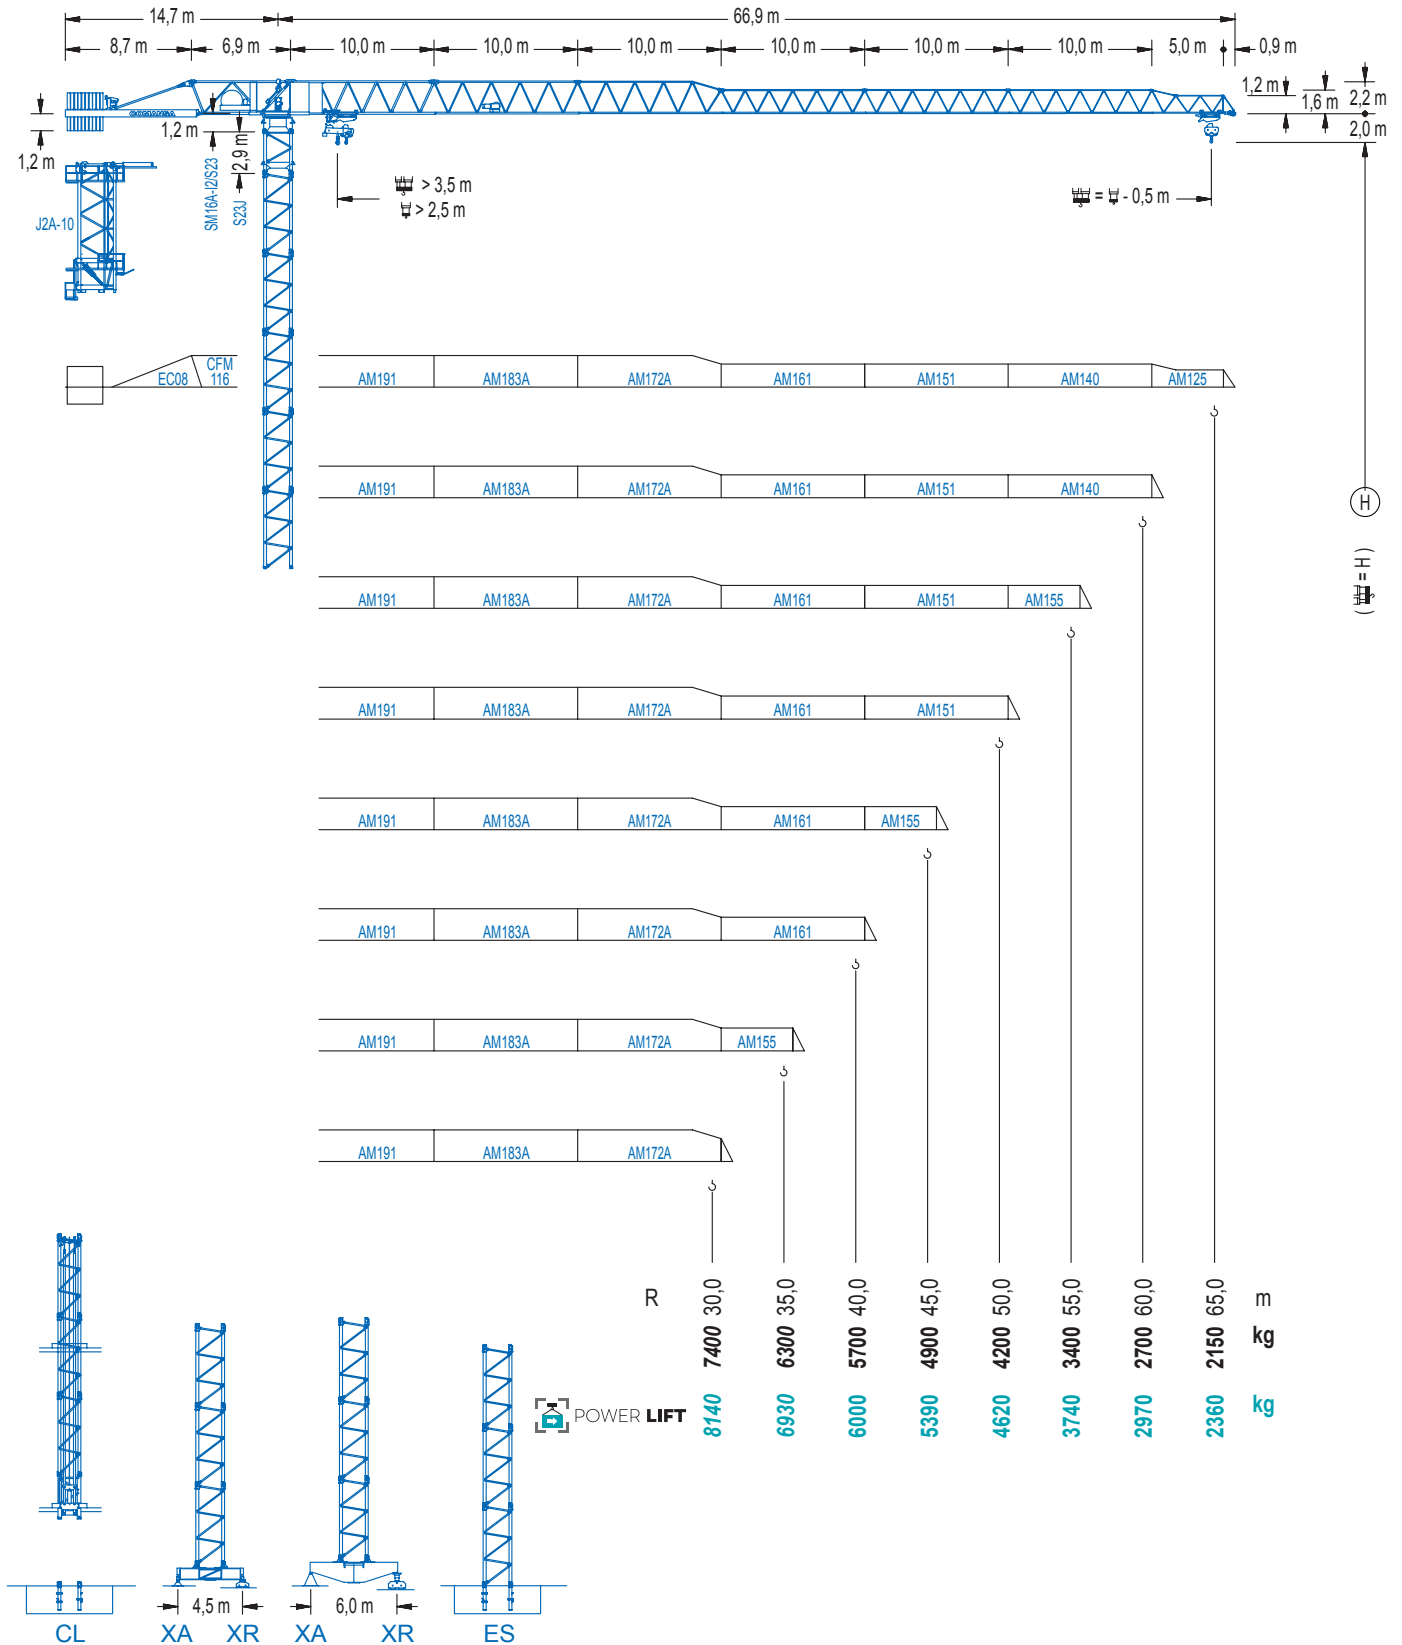 14,7 m 66,9 m
8,7 m 6,9 m 10,0 m 10,0 m 10,0 m 10,0 m 10,0 m 10,0 m 5,0 m 0,9 m
COMANSA
1,2 m 1,6 m 2,2 m
2,0 m
1,2 m
1,2 m
2,9 m
SM16A-I2/S23
S23J
J2A-10
> 3,5 m
> 2,5 m
= - 0,5 m
H
( = H )
EC08 CFM 116 AM191 AM183A AM172A AM161 AM151 AM140 AM125
AM191 AM183A AM172A AM161 AM151 AM140
AM191 AM183A AM172A AM161 AM151 AM155
AM191 AM183A AM172A AM161 AM151
AM191 AM183A AM172A AM161 AM155
AM191 AM183A AM172A AM161
AM191 AM183A AM172A AM155
AM191 AM183A AM172A
R 30,0 35,0 40,0 45,0 50,0 55,0 60,0 65,0 m
7400 6300 5700 4900 4200 3400 2700 2150 kg
POWER LIFT 8140 6930 6000 5390 4620 3740 2970 2360 kg
4,5 m 6,0 m
CL XA XR XA XR ES